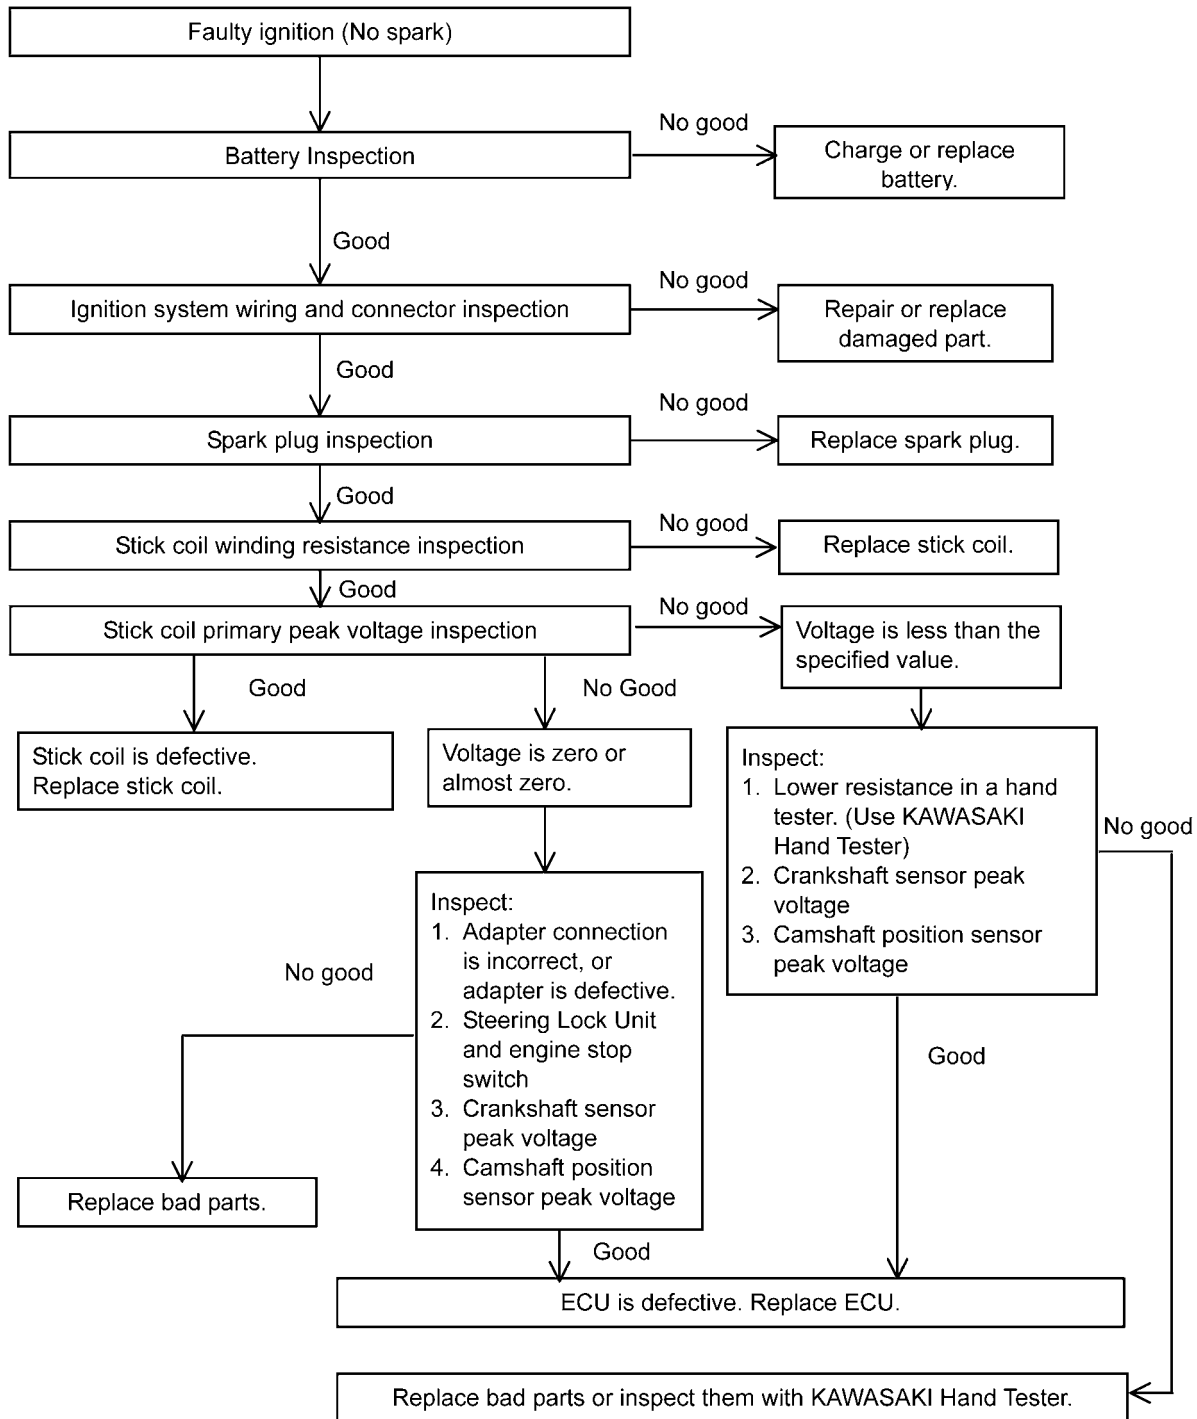 Faulty ignition (No spark)
No good
Battery Inspection
Charge or replace
battery.
Good
No good
Ignition system wiring and connector inspection
Repair or replace
damaged part.
Good
No good
Spark plug inspection
Replace spark plug.
Good
No good
Stick coil winding resistance inspection
Replace stick coil.
Good
No good
Stick coil primary peak voltage inspection
Voltage is less than the
specified value.
Good
No Good
Stick coil is defective.
Replace stick coil.
Voltage is zero or
almost zero.
Inspect:
1. Lower resistance in a hand
tester. (Use KAWASAKI
Hand Tester)
2. Crankshaft sensor peak
voltage
3. Camshaft position sensor
peak voltage
No good
Inspect:
1. Adapter connection
is incorrect, or
adapter is defective.
2. Steering Lock Unit
and engine stop
switch
3. Crankshaft sensor
peak voltage
4. Camshaft position
sensor peak voltage
No good
Good
Replace bad parts.
Good
ECU is defective. Replace ECU.
Replace bad parts or inspect them with KAWASAKI Hand Tester.